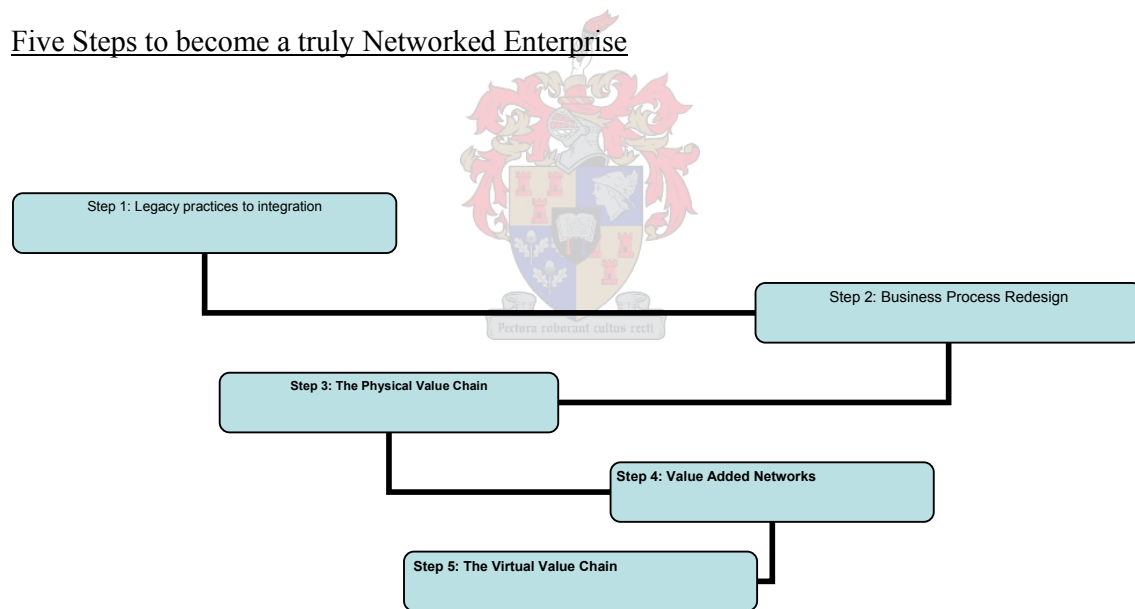 Five Steps to become a truly Networked Enterprise
Step 1: Legacy practices to integration
Step 2: Business Process Redesign
Pectora roborant cultus recti
Step 3: The Physical Value Chain
Step 4: Value Added Networks
Step 5: The Virtual Value Chain